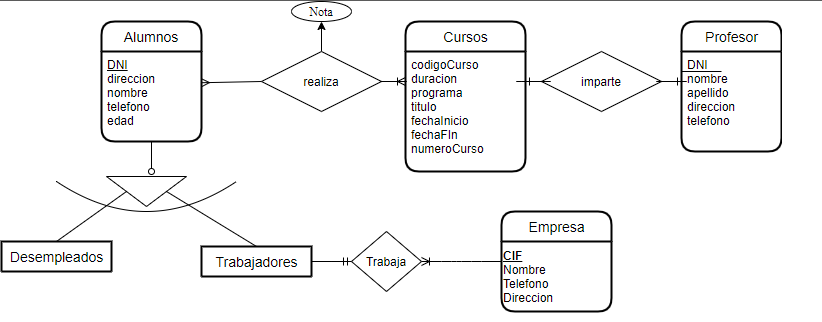 Nota
Alumnos
DNI
direccion
nombre
telefono
edad
realiza
Cursos
codigoCurso
duracion
programa
titulo
fechaInicio
fechaFIn
numeroCurso
imparte
Profesor
DNI
nombre
apellido
direccion
telefono
Desempleados
Trabajadores
Trabaja
Empresa
CIF
Nombre
Telefono
Direccion